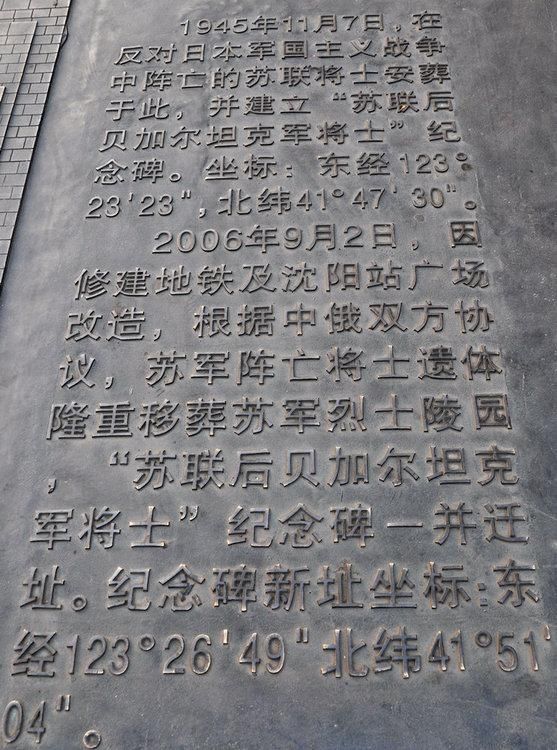 1945年11月7日,在
反对日本军国主义战争
中阵亡的苏联将士安葬
于此，并建立“苏联后
贝加尔坦克军将士”纪
念碑。坐标：东经123°
23'23",北纬41°47'30"。
2006年9月2日，因
修建地铁及沈阳站广场
改造，根据中俄双方协
议，苏军阵亡将士遗体
隆重移葬苏军烈士陵园
，“苏联后贝加尔坦克
军将士”纪念碑一并迁
址。纪念碑新址坐标:东
经123°26'49"北纬41°51'
04"。